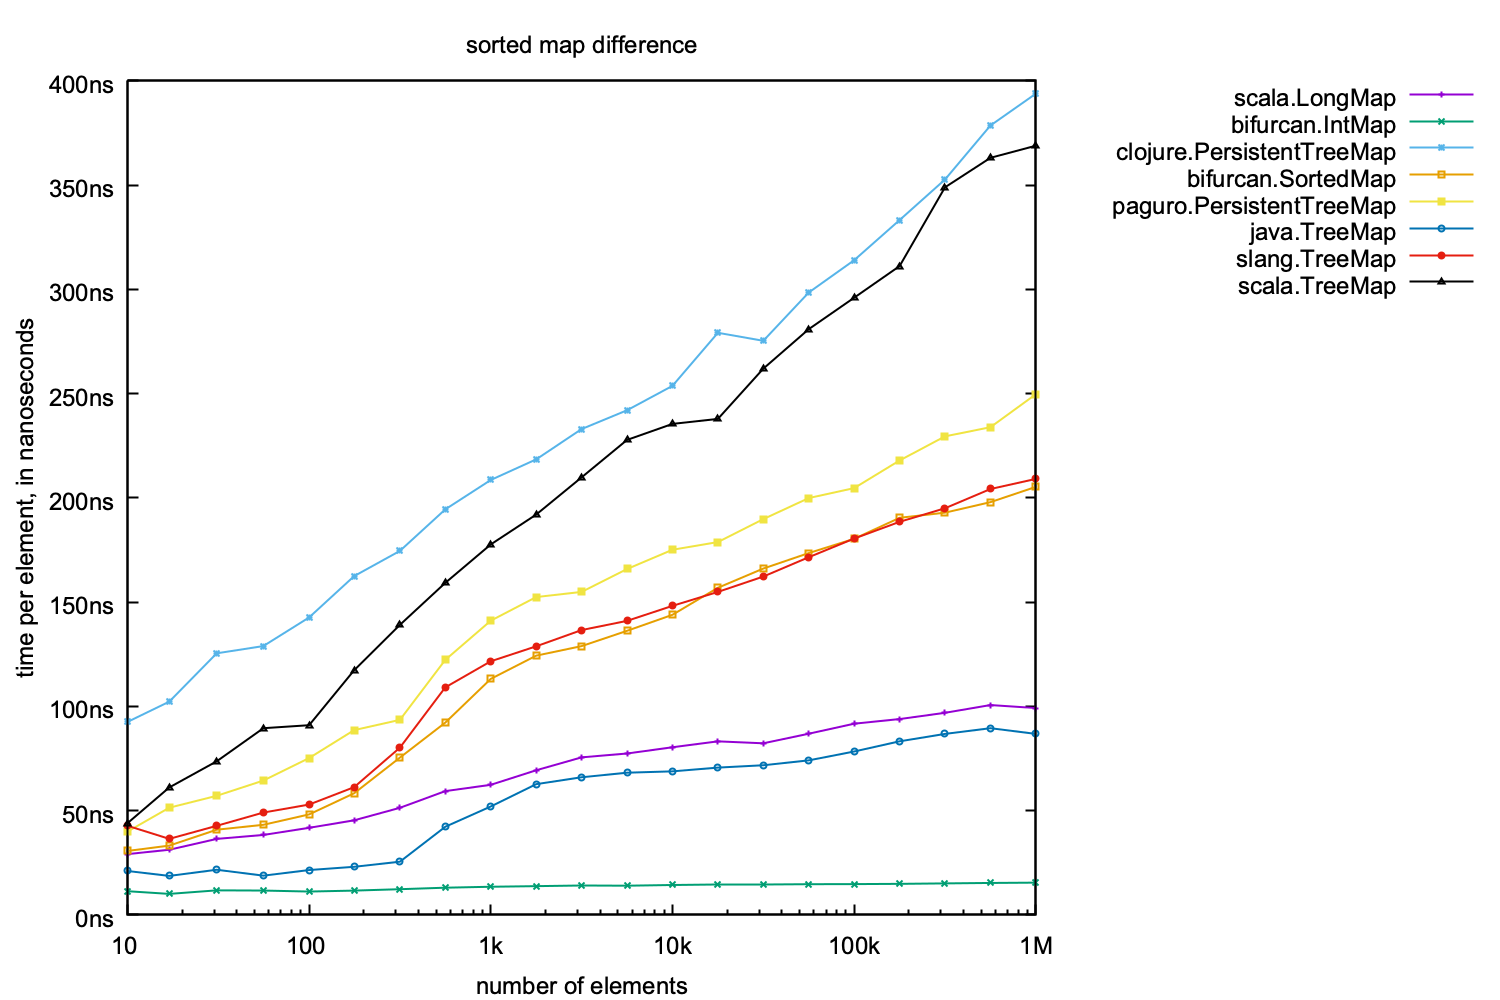 sorted map difference
400ns
350ns
300ns
250ns
200ns
150ns
100ns
50ns
0ns
time per element, in nanoseconds
10
100
1k
10k
100k
1M
number of elements
scala.LongMap
bifurcan.IntMap
clojure.PersistentTreeMap
bifurcan.SortedMap
paguro.PersistentTreeMap
java.TreeMap
slang.TreeMap
scala.TreeMap